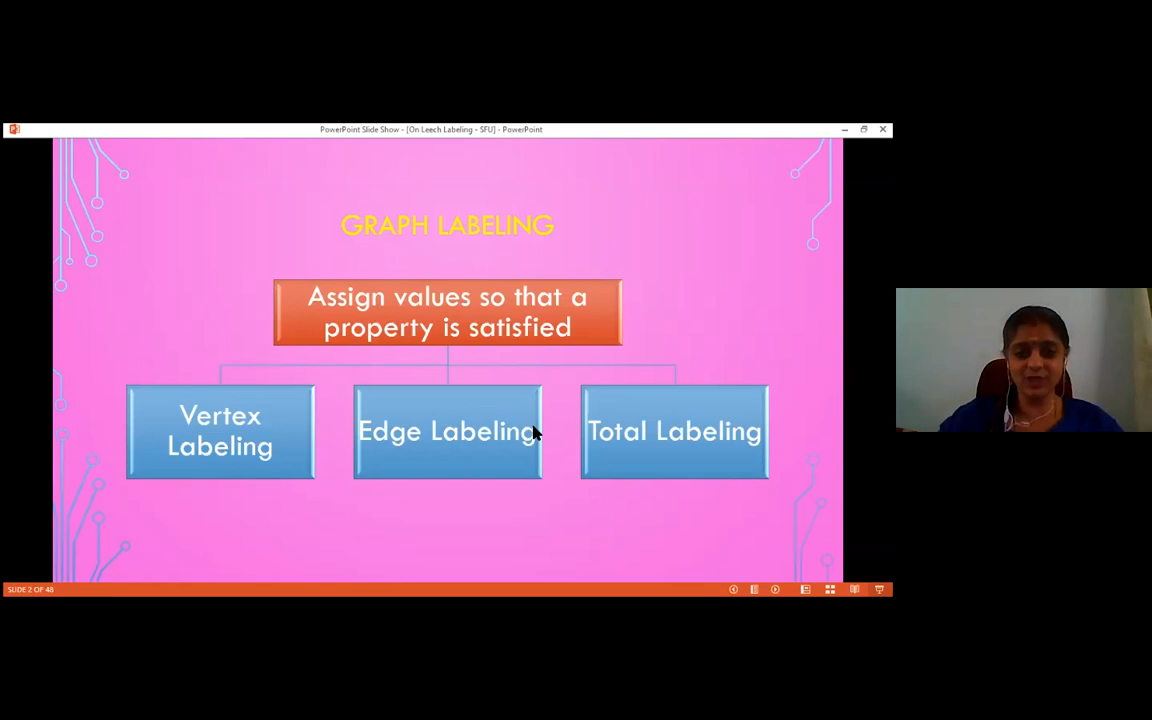 PowerPoint Slide Show - [On Leech Labeling - SFU] - PowerPoint
GRAPH LABELING
Assign values so that a
property is satisfied
Vertex
Labeling
Edge Labeling
Total Labeling
SLIDE 2 OF 48